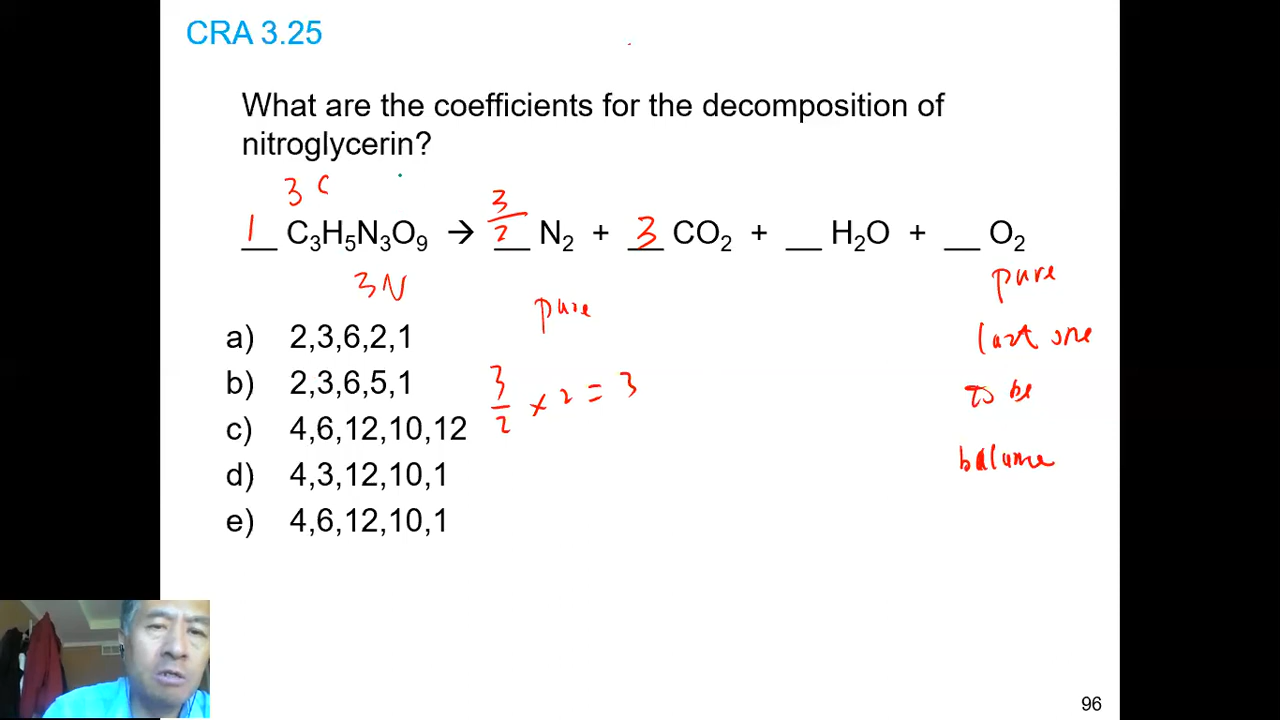 CRA 3.25
What are the coefficients for the decomposition of
nitroglycerin?
3 C
1 C₃H₅N₃O₉ → 3/2 N₂ + 3 CO₂ + __ H₂O + __ O₂
3 N
pure
pure
last one
to be
balance
a) 2,3,6,2,1
b) 2,3,6,5,1
3/2 × 2 = 3
c) 4,6,12,10,12
d) 4,3,12,10,1
e) 4,6,12,10,1
96